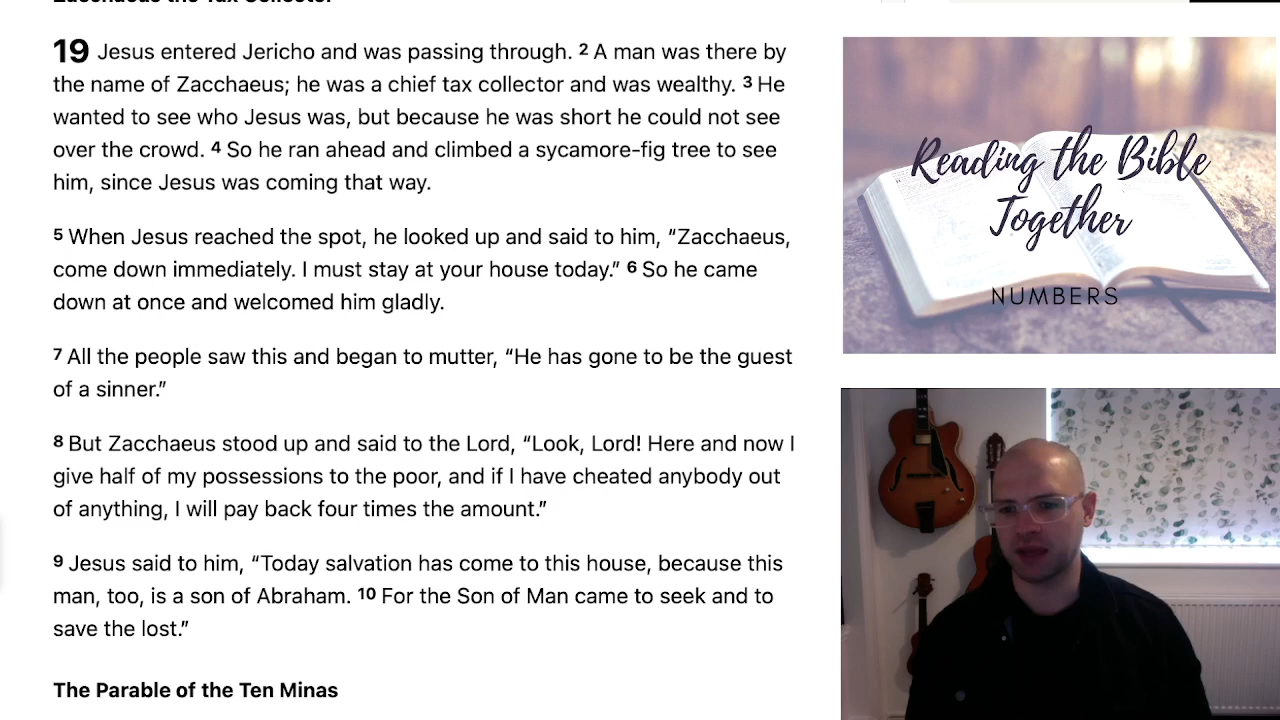 Zacchaeus the Tax Collector
19 Jesus entered Jericho and was passing through. 2 A man was there by
the name of Zacchaeus; he was a chief tax collector and was wealthy. 3 He
wanted to see who Jesus was, but because he was short he could not see
over the crowd. 4 So he ran ahead and climbed a sycamore-fig tree to see
him, since Jesus was coming that way.
5 When Jesus reached the spot, he looked up and said to him, “Zacchaeus,
come down immediately. I must stay at your house today.” 6 So he came
down at once and welcomed him gladly.
7 All the people saw this and began to mutter, “He has gone to be the guest
of a sinner.”
8 But Zacchaeus stood up and said to the Lord, “Look, Lord! Here and now I
give half of my possessions to the poor, and if I have cheated anybody out
of anything, I will pay back four times the amount.”
9 Jesus said to him, “Today salvation has come to this house, because this
man, too, is a son of Abraham. 10 For the Son of Man came to seek and to
save the lost.”
The Parable of the Ten Minas
Reading the Bible
Together
NUMBERS